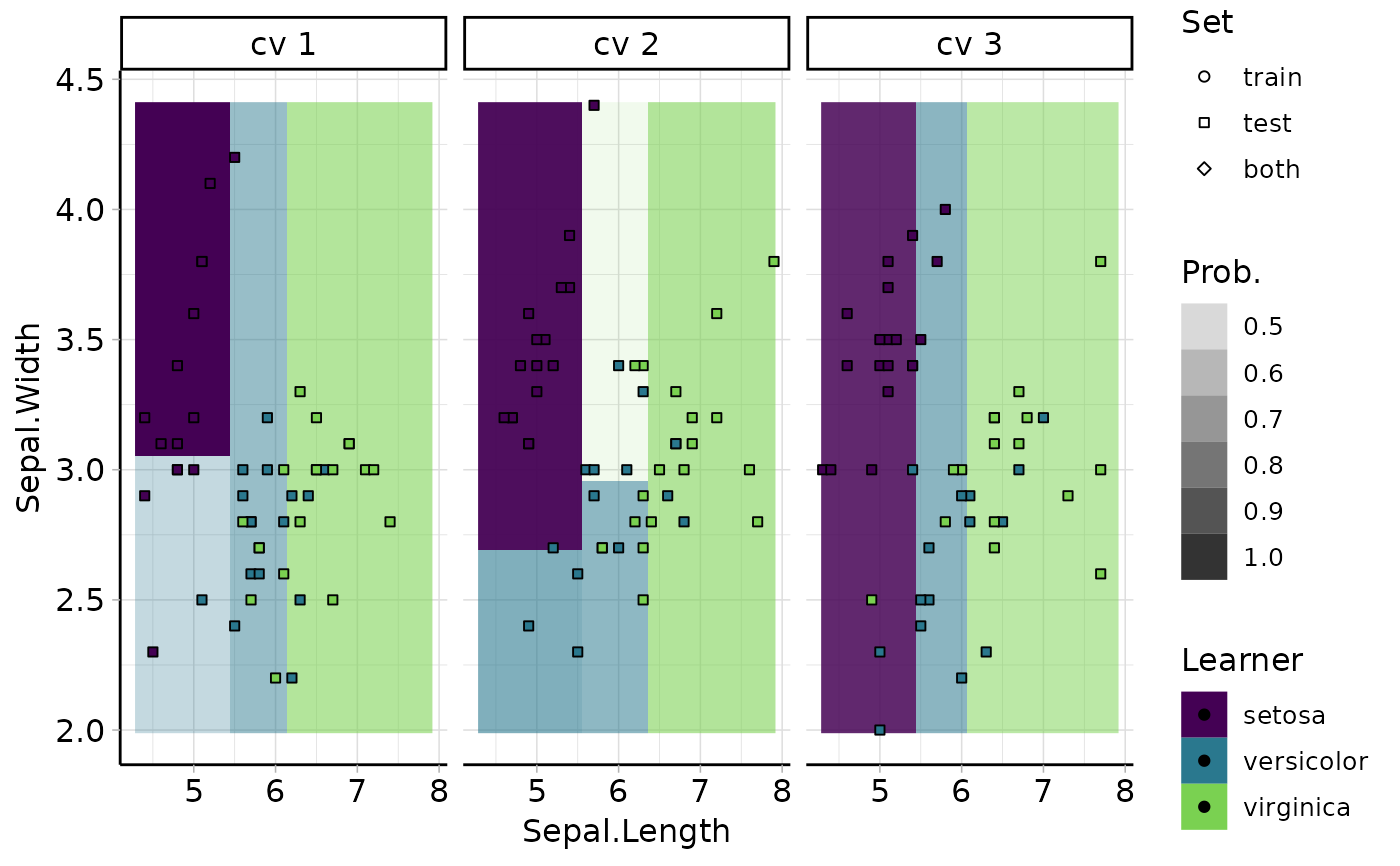 cv 1
cv 2
cv 3
4.5
4.0
3.5
3.0
2.5
2.0
Sepal.Width
5 6 7 8
5 6 7 8
5 6 7 8
Sepal.Length
Set
train
test
both
Prob.
0.5
0.6
0.7
0.8
0.9
1.0
Learner
setosa
versicolor
virginica